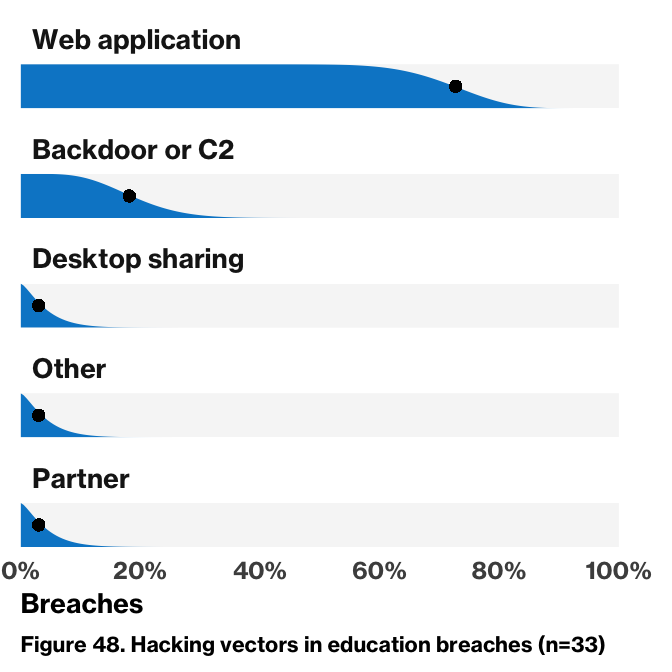 Web application
Backdoor or C2
Desktop sharing
Other
Partner
0% 20% 40% 60% 80% 100%
Breaches
Figure 48. Hacking vectors in education breaches (n=33)